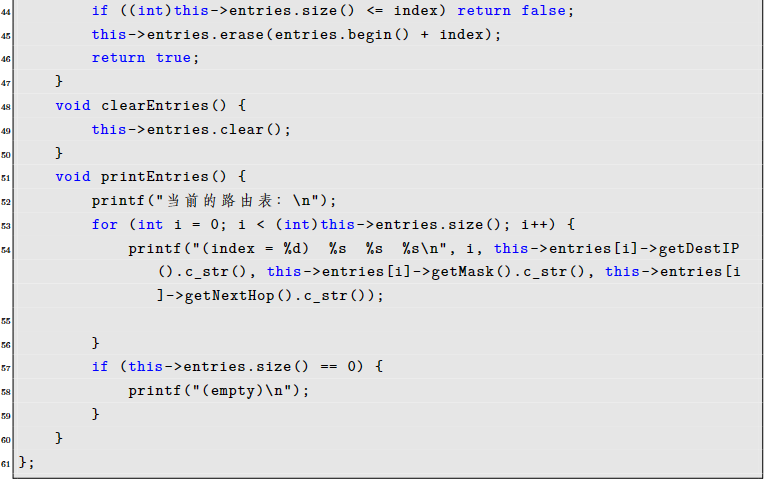 44 if ((int)this->entries.size() <= index) return false;
45 this->entries.erase(entries.begin() + index);
46 return true;
47 }
48 void clearEntries() {
49 this->entries.clear();
50 }
51 void printEntries() {
52 printf("当前的路由表：\n");
53 for (int i = 0; i < (int)this->entries.size(); i++) {
54 printf("(index = %d)  %s  %s  %s\n", i, this->entries[i]->getDestIP
().c_str(), this->entries[i]->getMask().c_str(), this->entries[i
]->getNextHop().c_str());
55
56 }
57 if (this->entries.size() == 0) {
58 printf("(empty)\n");
59 }
60 }
61 };